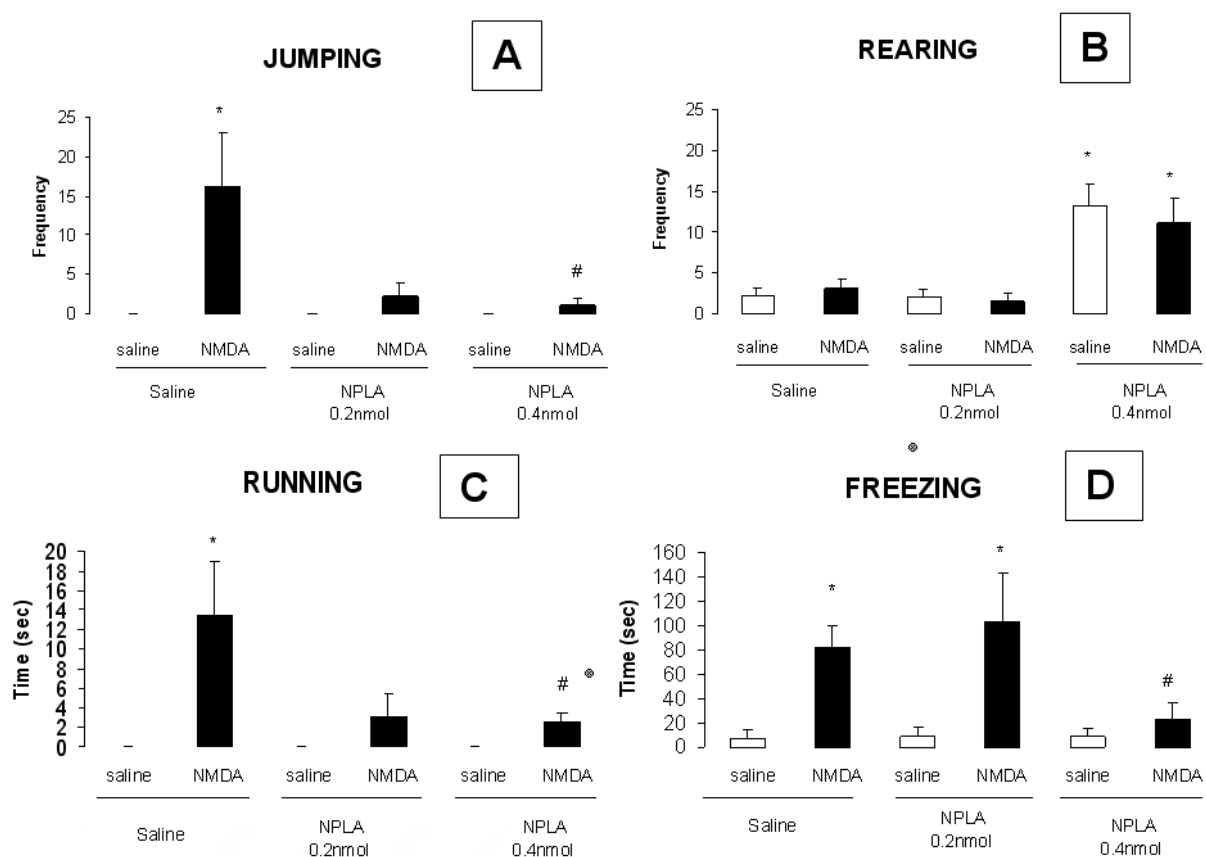 JUMPING
A
Frequency
25
20
15
10
5
0
*
#
saline NMDA saline NMDA saline NMDA
Saline NPLA NPLA
0.2nmol 0.4nmol
REARING
B
Frequency
25
20
15
10
5
0
* *
saline NMDA saline NMDA saline NMDA
Saline NPLA NPLA
0.2nmol 0.4nmol
RUNNING
C
Time (sec)
20
18
16
14
12
10
8
6
4
2
0
*
# ⊗
saline NMDA saline NMDA saline NMDA
Saline NPLA NPLA
0.2nmol 0.4nmol
⊗
FREEZING
D
Time (sec)
160
140
120
100
80
60
40
20
0
* *
#
saline NMDA saline NMDA saline NMDA
Saline NPLA NPLA
0.2nmol 0.4nmol